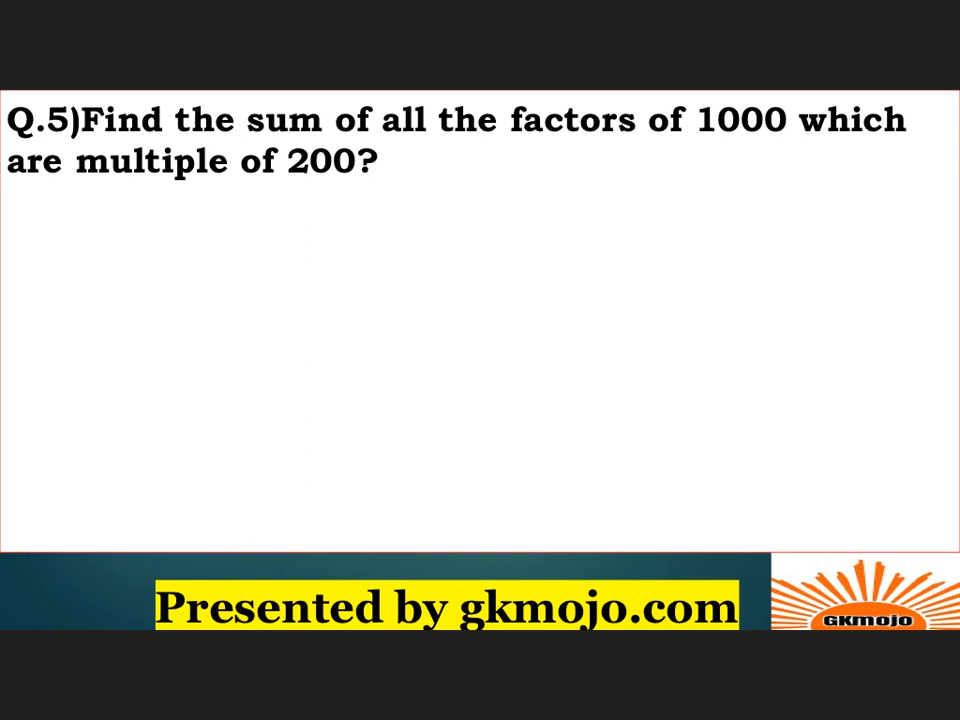 Q.5)Find the sum of all the factors of 1000 which
are multiple of 200?
Presented by gkmojo.com
GKmojo